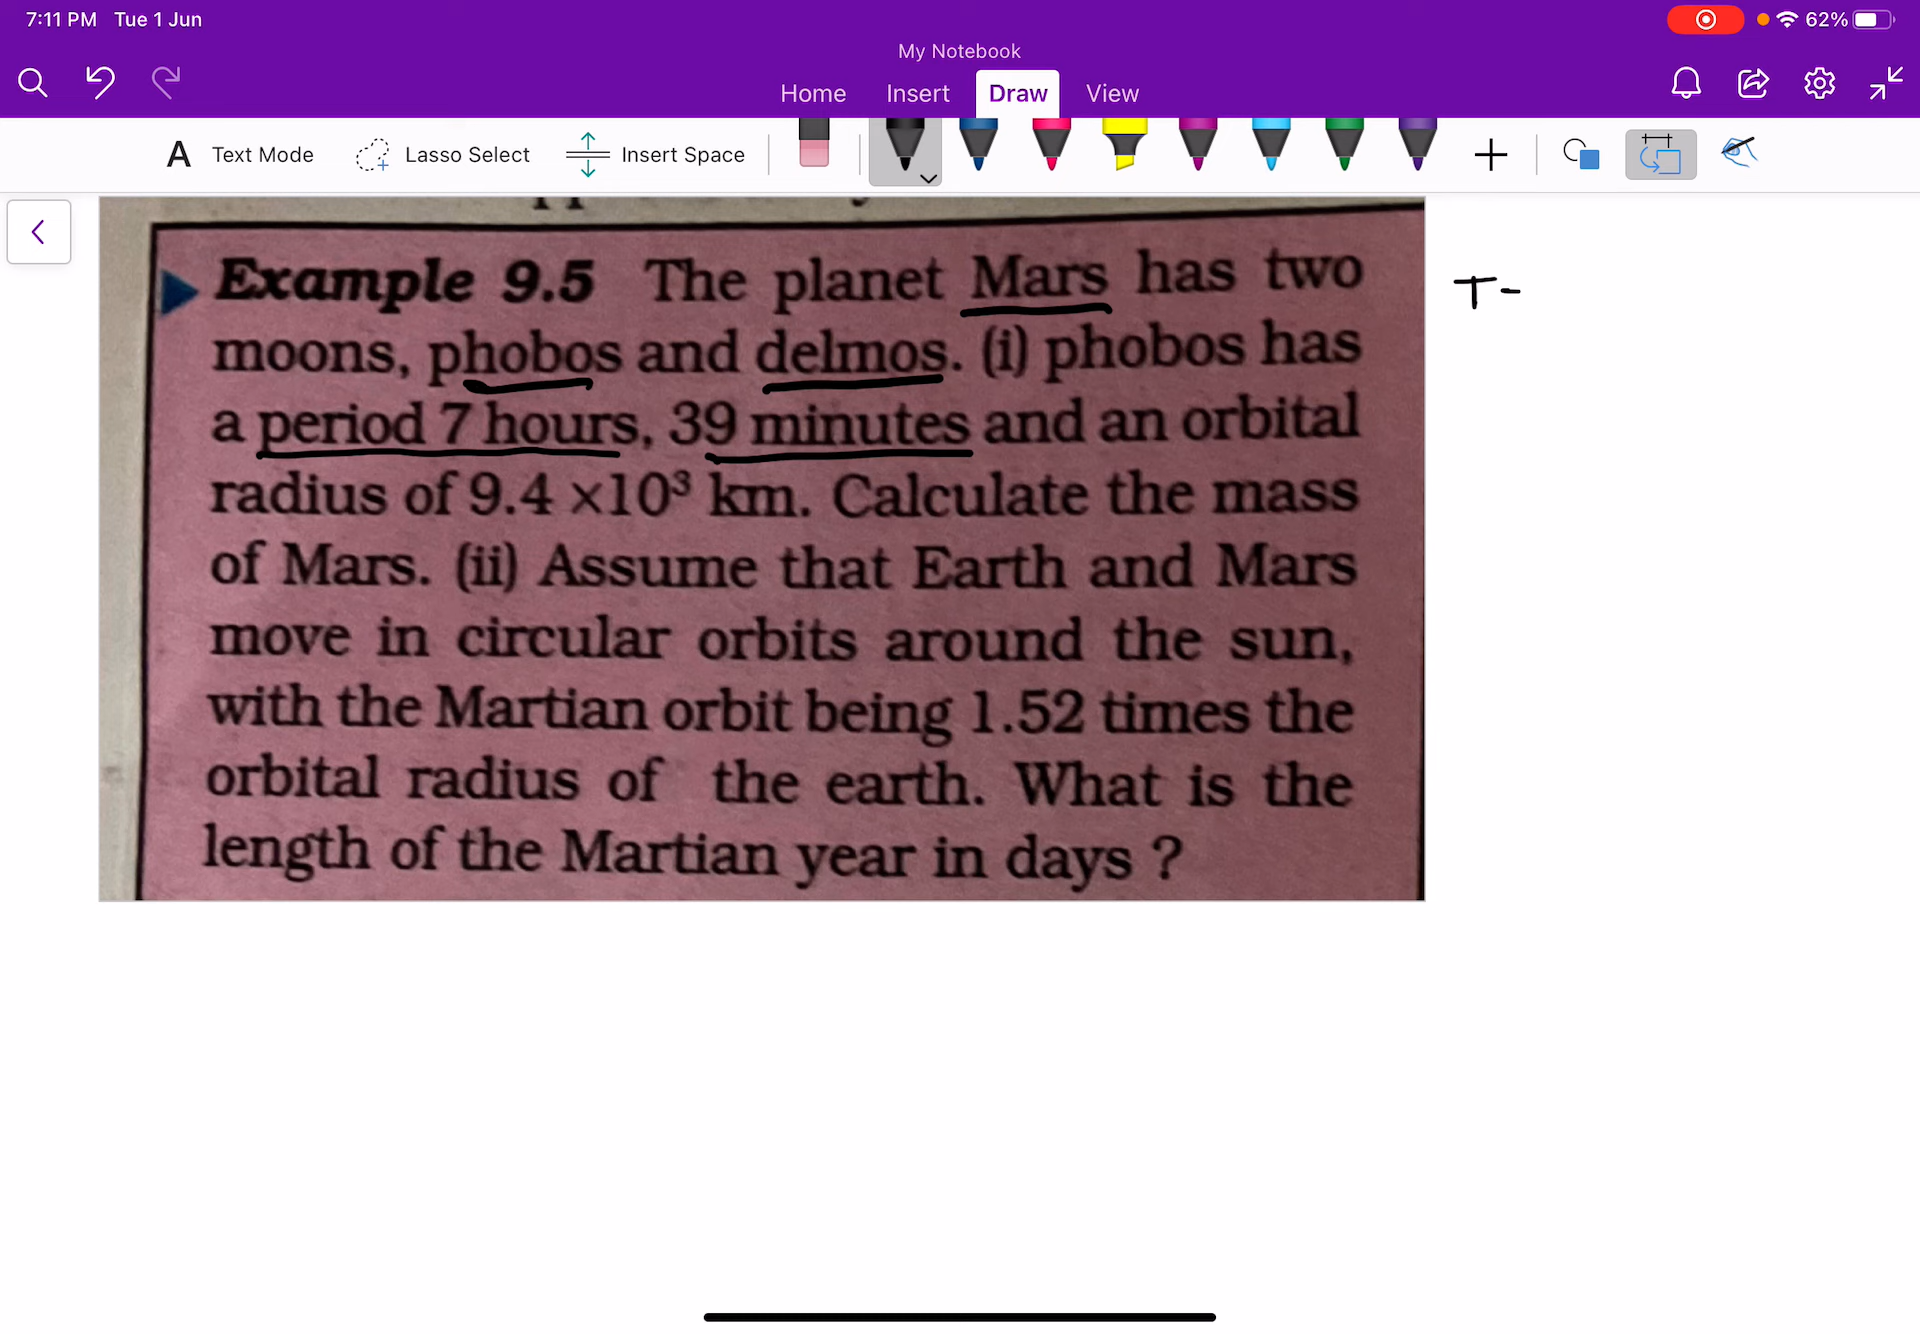 7:11 PM Tue 1 Jun
62%
My Notebook
Home Insert Draw View
A Text Mode Lasso Select Insert Space
Example 9.5 The planet Mars has two
moons, phobos and delmos. (i) phobos has
a period 7 hours, 39 minutes and an orbital
radius of 9.4 ×10³ km. Calculate the mass
of Mars. (ii) Assume that Earth and Mars
move in circular orbits around the sun,
with the Martian orbit being 1.52 times the
orbital radius of the earth. What is the
length of the Martian year in days ?
T-